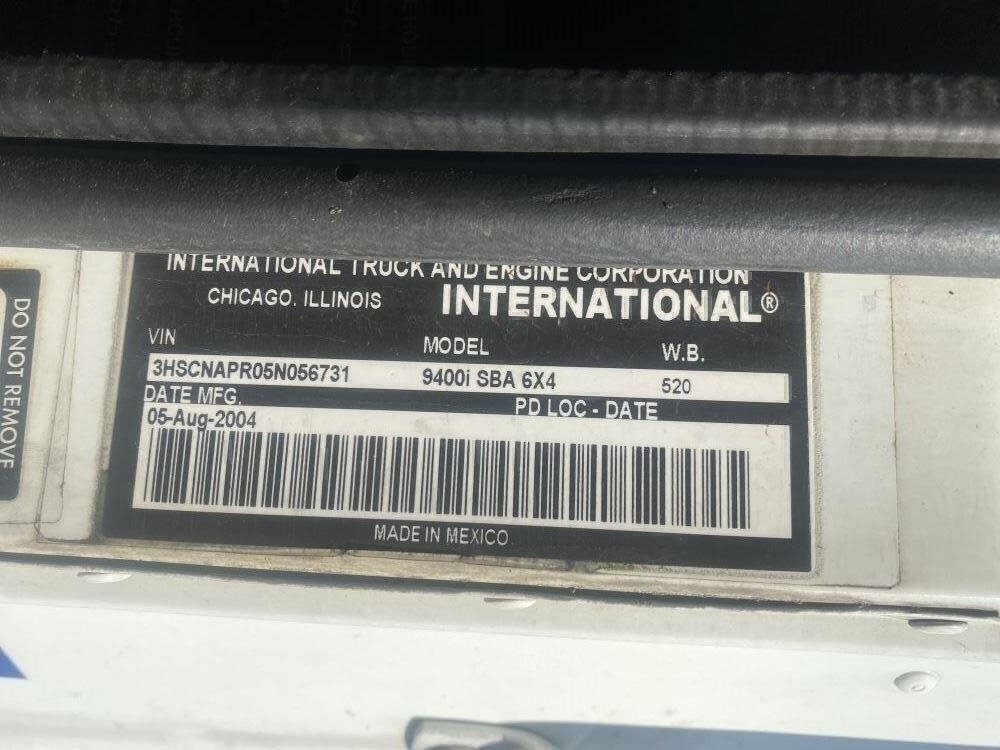 INTERNATIONAL TRUCK AND ENGINE CORPORATION
CHICAGO, ILLINOIS INTERNATIONAL®
VIN MODEL W.B.
3HSCNAPR05N056731 9400i SBA 6X4 520
DATE MFG. PD LOC - DATE
05-Aug-2004
MADE IN MEXICO
DO NOT REMOVE